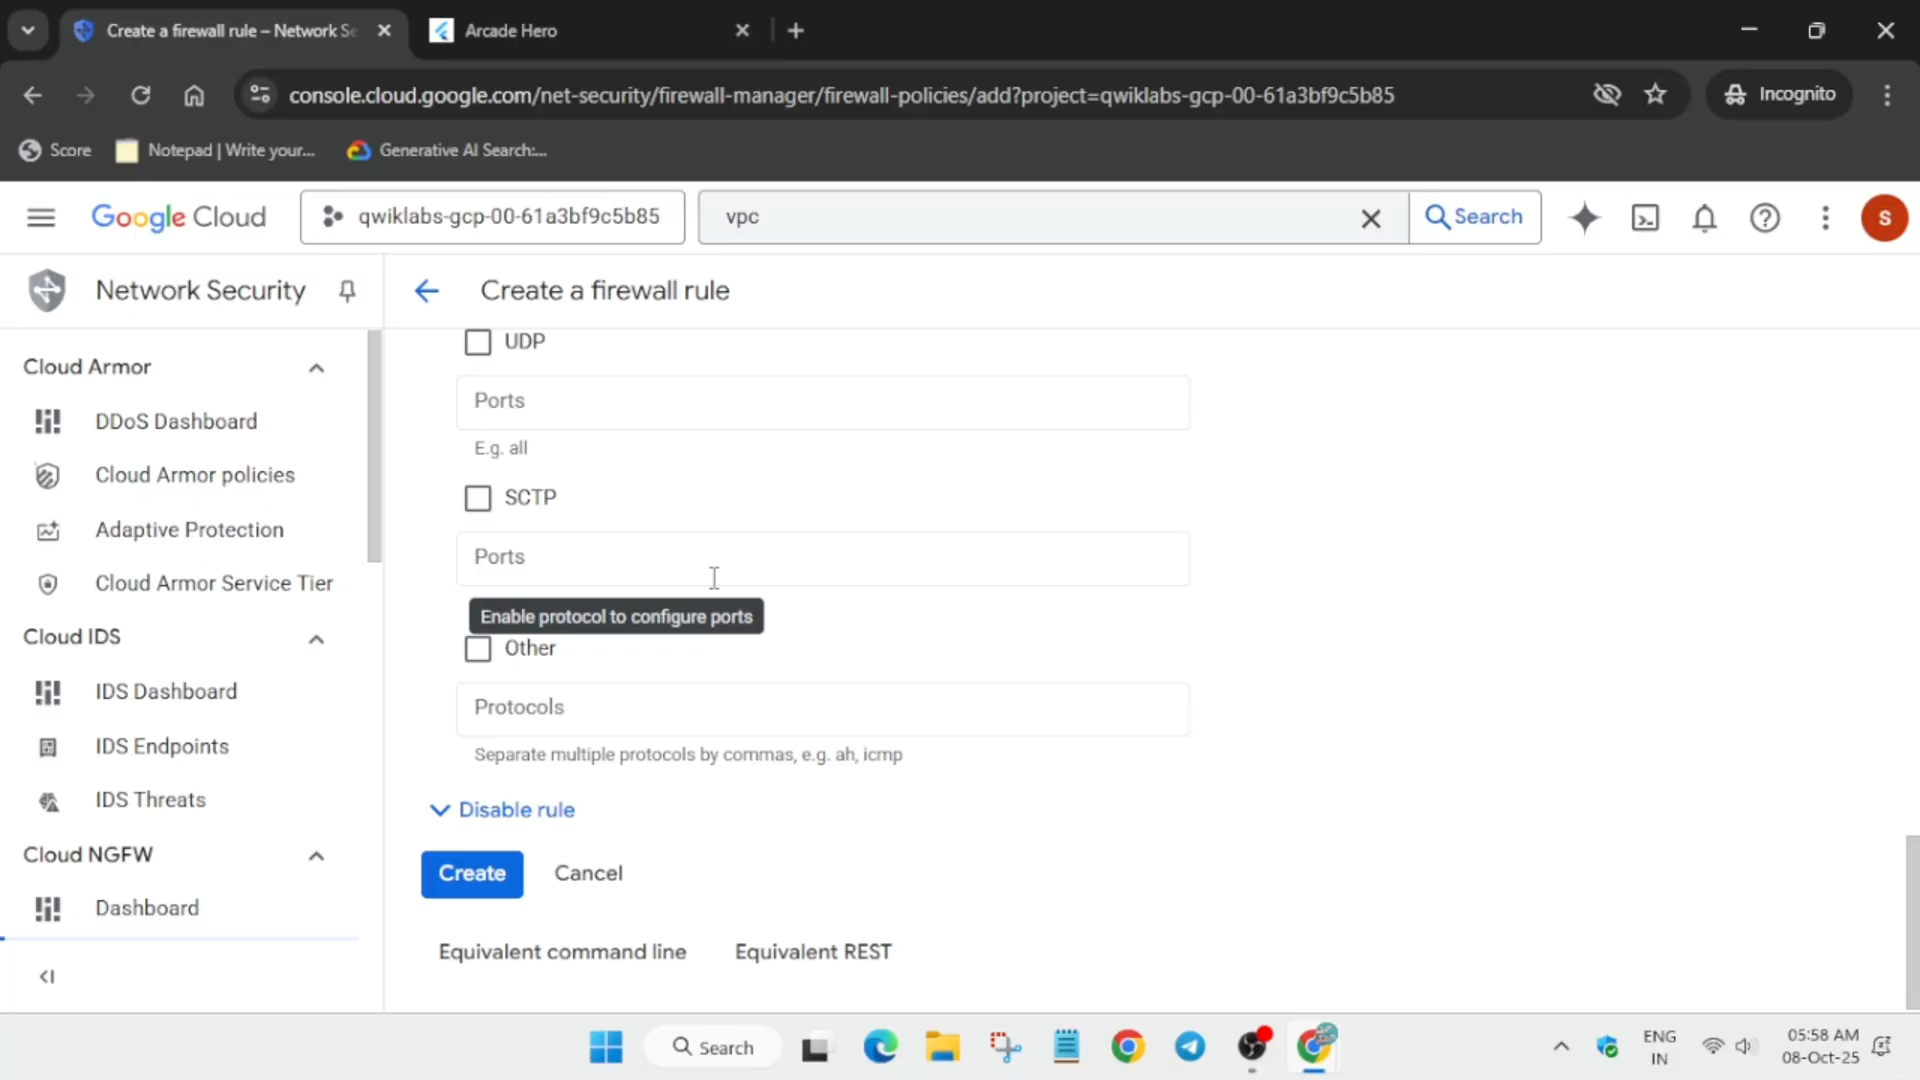 Create a firewall rule – Network Se
Arcade Hero
console.cloud.google.com/net-security/firewall-manager/firewall-policies/add?project=qwiklabs-gcp-00-61a3bf9c5b85
Incognito
Score
Notepad | Write your...
Generative AI Search:...
Google Cloud
qwiklabs-gcp-00-61a3bf9c5b85
vpc
Search
S
Network Security
Create a firewall rule
Cloud Armor
DDoS Dashboard
Cloud Armor policies
Adaptive Protection
Cloud Armor Service Tier
Cloud IDS
IDS Dashboard
IDS Endpoints
IDS Threats
Cloud NGFW
Dashboard
UDP
Ports
E.g. all
SCTP
Ports
Enable protocol to configure ports
Other
Protocols
Separate multiple protocols by commas, e.g. ah, icmp
Disable rule
Create
Cancel
Equivalent command line
Equivalent REST
Search
ENG
IN
05:58 AM
08-Oct-25